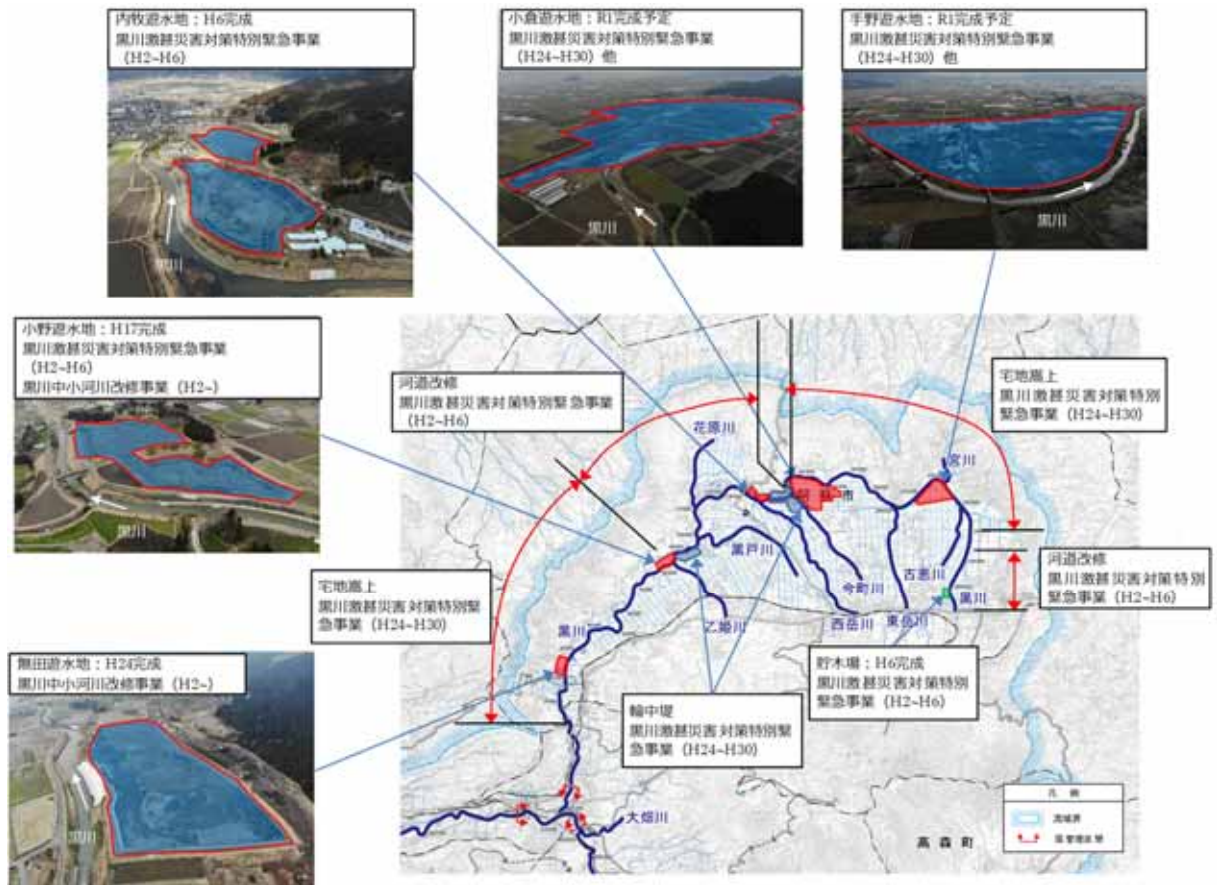 内牧遊水地：H6完成
黒川激甚災害対策特別緊急事業
（H2~H6）
黒川
小倉遊水地：R1完成予定
黒川激甚災害対策特別緊急事業
（H24~H30）他
黒川
手野遊水地：R1完成予定
黒川激甚災害対策特別緊急事業
（H24~H30）他
黒川
小野遊水地：H17完成
黒川激甚災害対策特別緊急事業
（H2~H6）
黒川中小河川改修事業（H2~）
黒川
河道改修
黒川激甚災害対策特別緊急事業
（H2~H6）
宅地嵩上
黒川激甚災害対策特別
緊急事業（H24~H30）
花原川
宮川
黒戸川
今町川
古恵川
黒川
乙姫川
西岳川
東岳川
黒川
河道改修
黒川激甚災害対策特別
緊急事業（H2~H6）
宅地嵩上
黒川激甚災害対策特別緊
急事業（H24~H30）
無田遊水地：H24完成
黒川中小河川改修事業（H2~）
黒川
輪中堤
黒川激甚災害対策特別緊
急事業（H24~H30）
貯木場：H6完成
黒川激甚災害対策特別
緊急事業（H2~H6）
大畑川
高森町
凡例
流域界